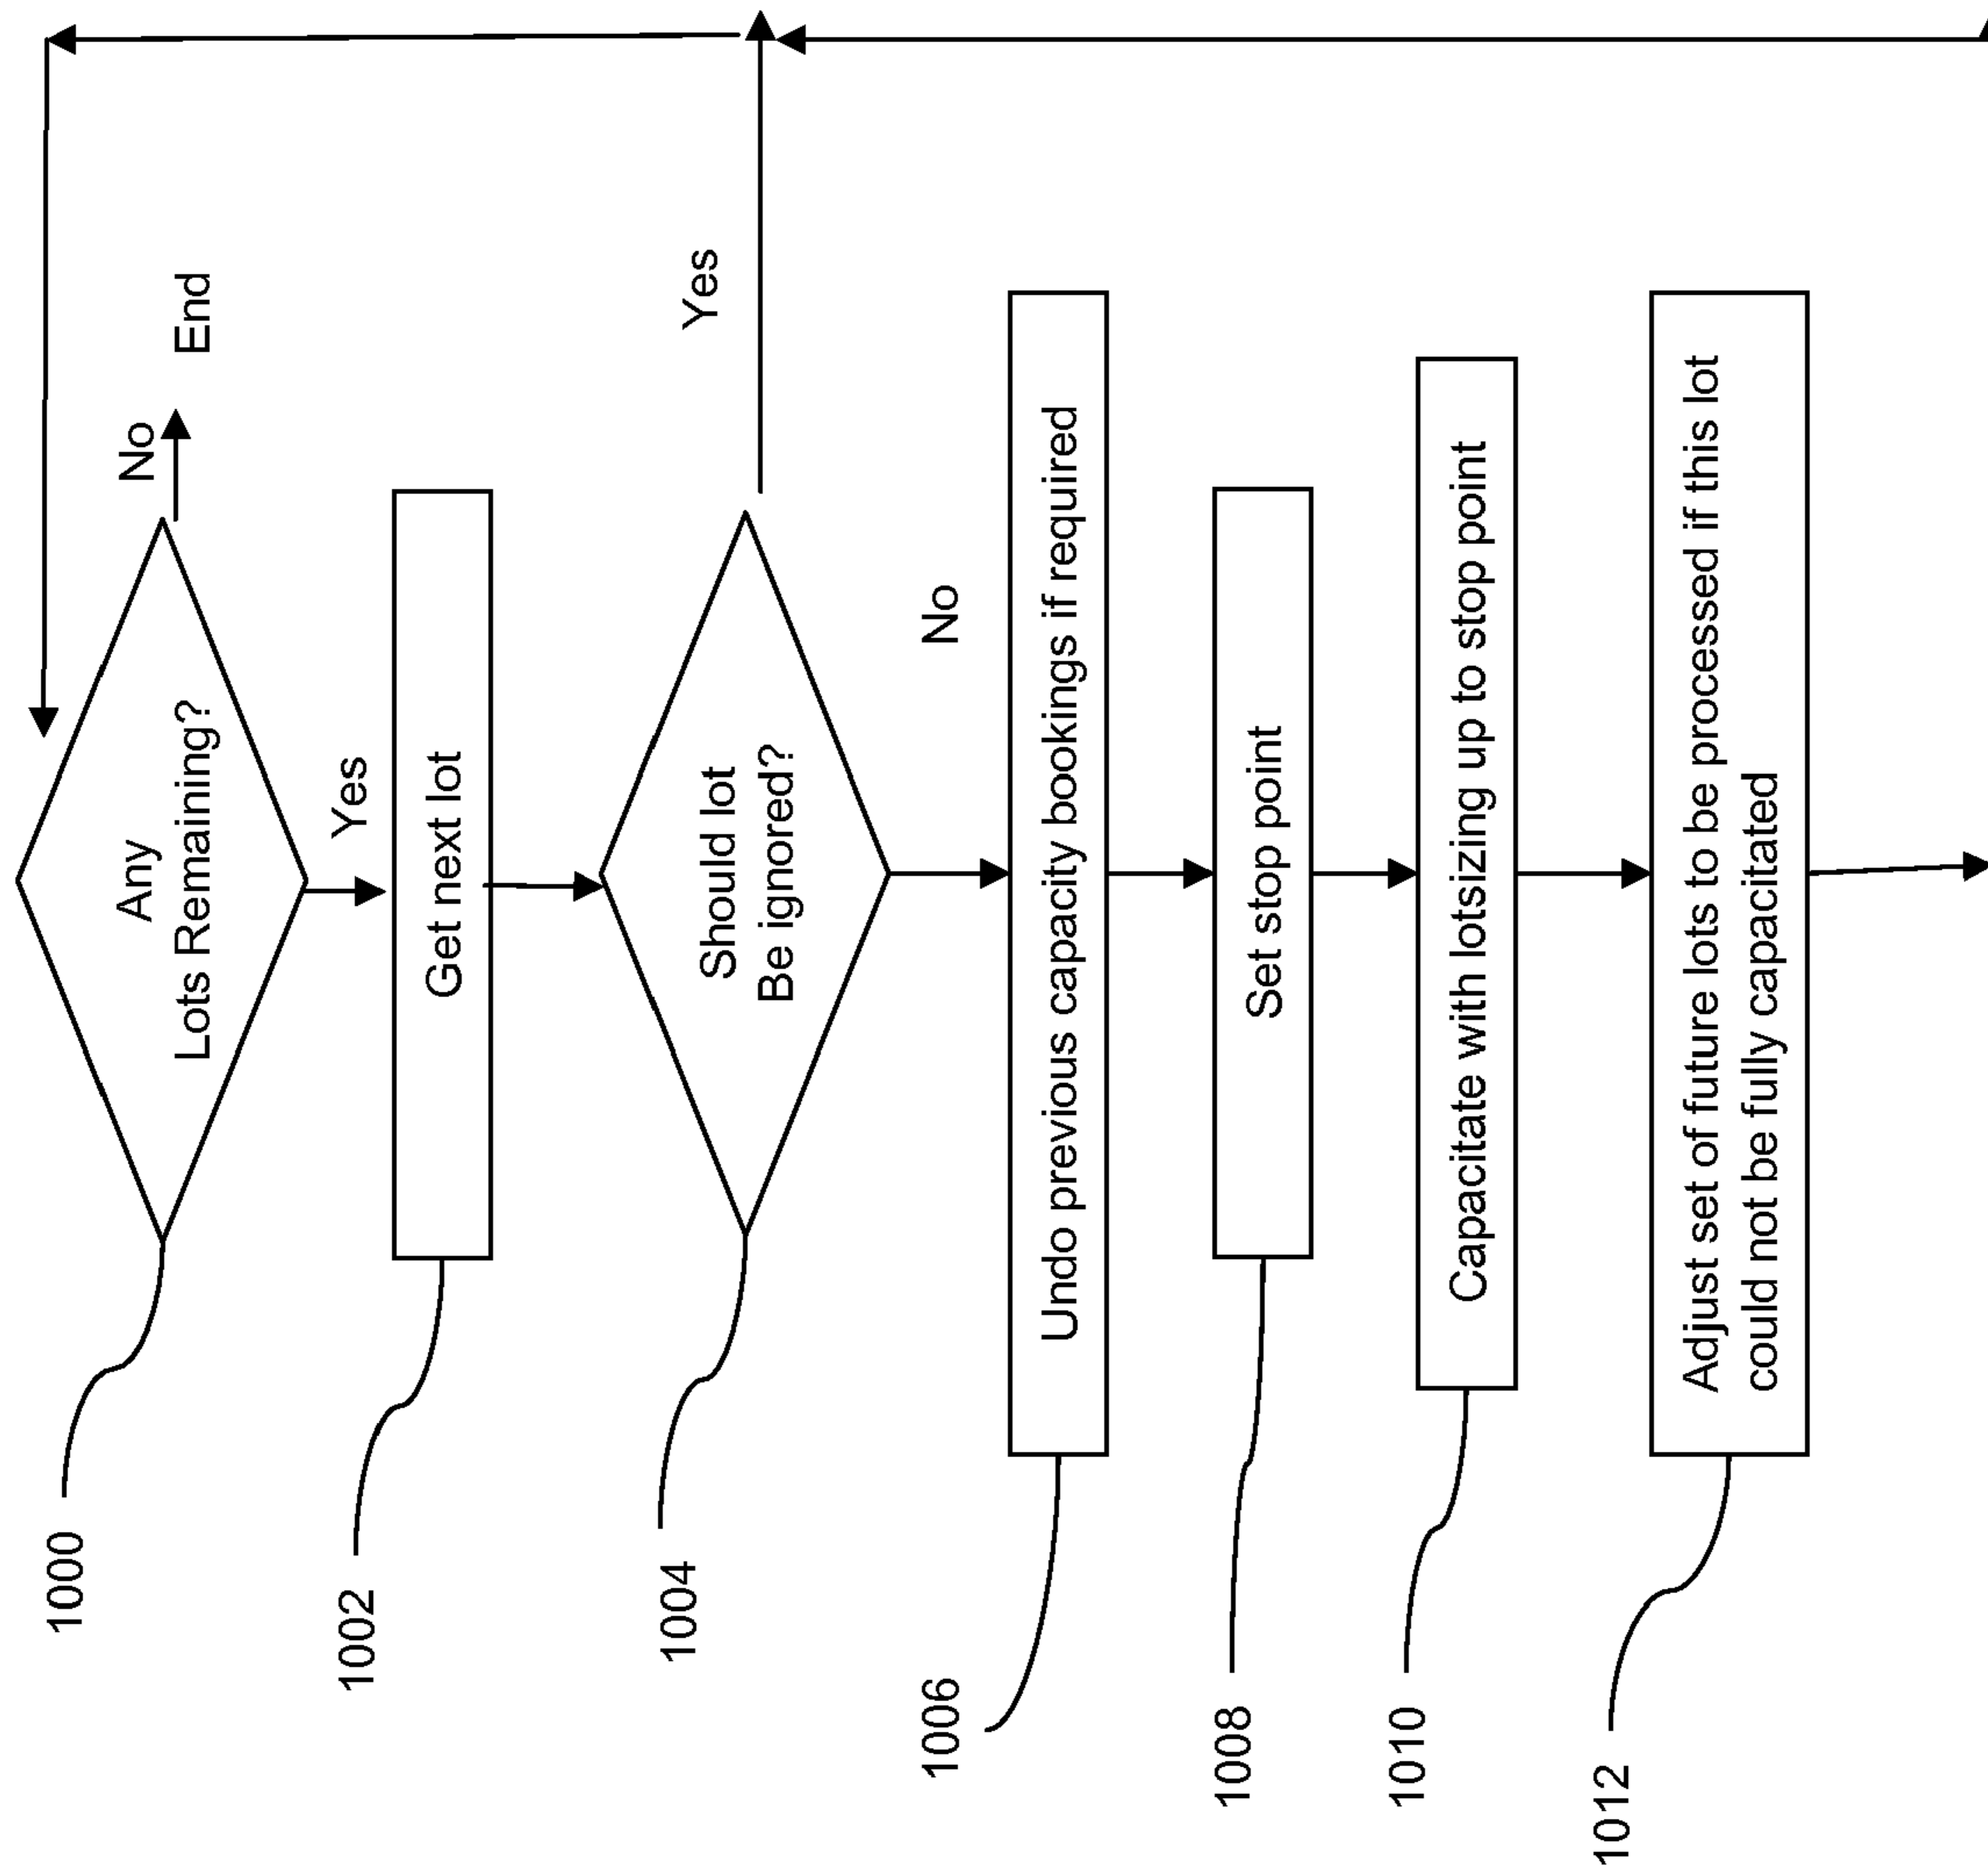 1000
Any
Lots Remaining?
No
End
Yes
1002
Get next lot
1004
Should lot
Be ignored?
Yes
No
1006
Undo previous capacity bookings if required
1008
Set stop point
1010
Capacitate with lotsizing up to stop point
1012
Adjust set of future lots to be processed if this lot
could not be fully capacitated